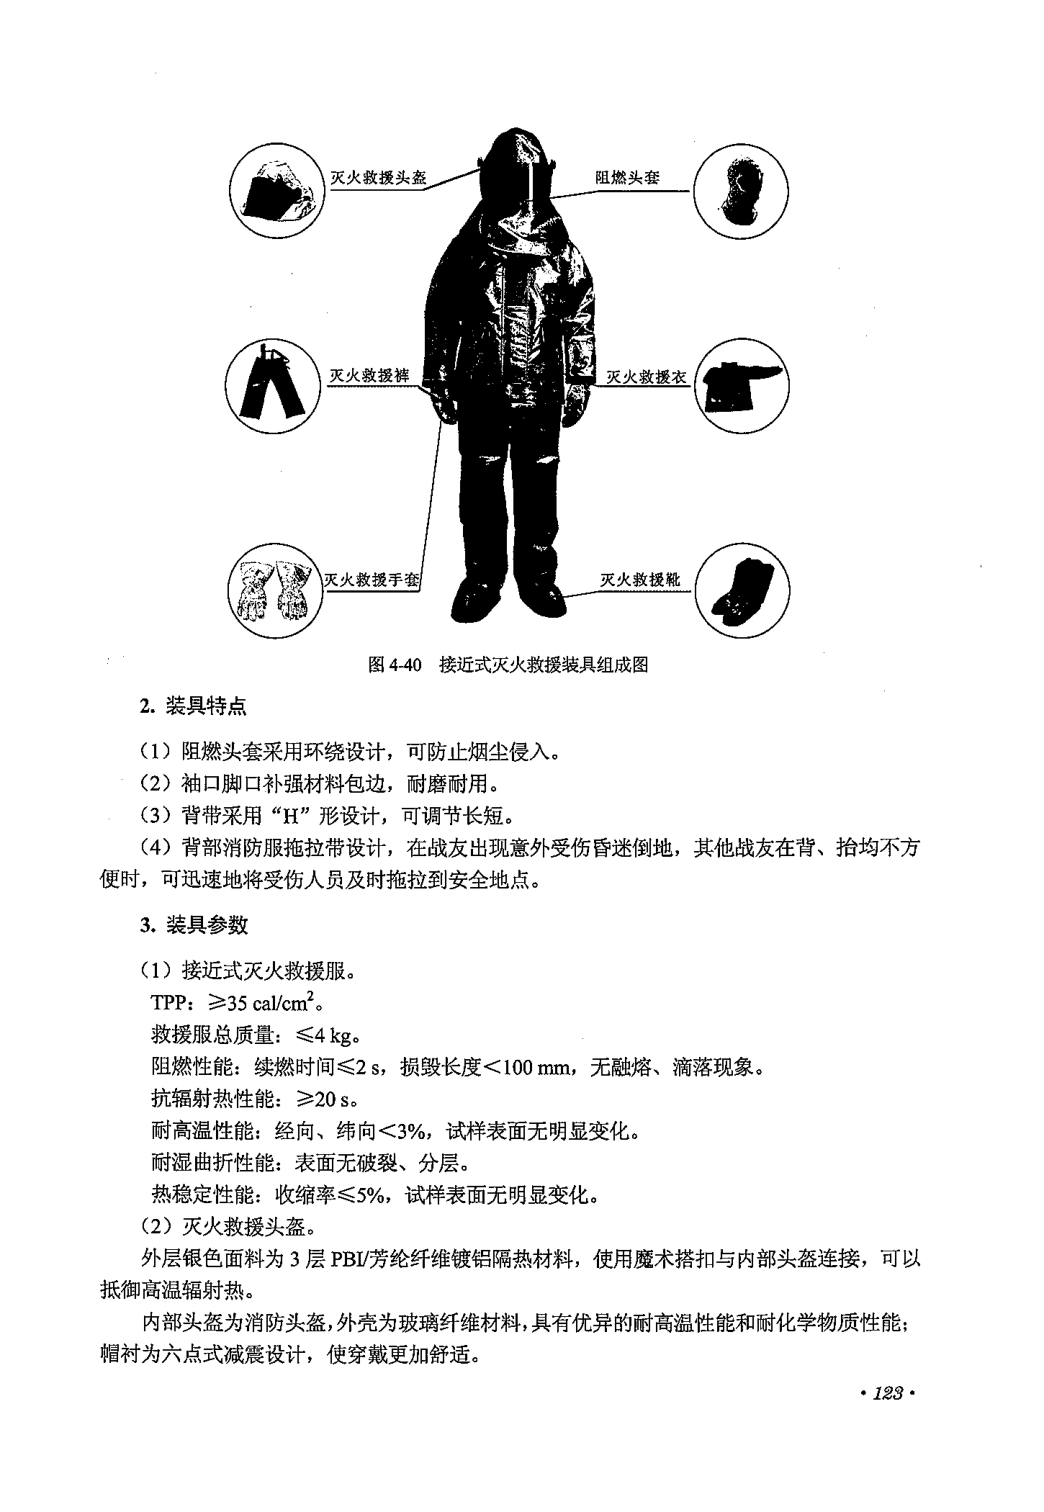 灭火救援头盔
阻燃头套
灭火救援裤
灭火救援衣
灭火救援手套
灭火救援靴
图 4-40 接近式灭火救援装具组成图
2. 装具特点
（1）阻燃头套采用环绕设计，可防止烟尘侵入。
（2）袖口脚口补强材料包边，耐磨耐用。
（3）背带采用“H”形设计，可调节长短。
（4）背部消防服拖拉带设计，在战友出现意外受伤昏迷倒地，其他战友在背、抬均不方
便时，可迅速地将受伤人员及时拖拉到安全地点。
3. 装具参数
（1）接近式灭火救援服。
TPP：≥35 cal/cm²。
救援服总质量：≤4 kg。
阻燃性能：续燃时间≤2 s，损毁长度＜100 mm，无融熔、滴落现象。
抗辐射热性能：≥20 s。
耐高温性能：经向、纬向＜3%，试样表面无明显变化。
耐湿曲折性能：表面无破裂、分层。
热稳定性能：收缩率≤5%，试样表面无明显变化。
（2）灭火救援头盔。
外层银色面料为 3 层 PBI/芳纶纤维镀铝隔热材料，使用魔术搭扣与内部头盔连接，可以
抵御高温辐射热。
内部头盔为消防头盔，外壳为玻璃纤维材料，具有优异的耐高温性能和耐化学物质性能；
帽衬为六点式减震设计，使穿戴更加舒适。
·123·